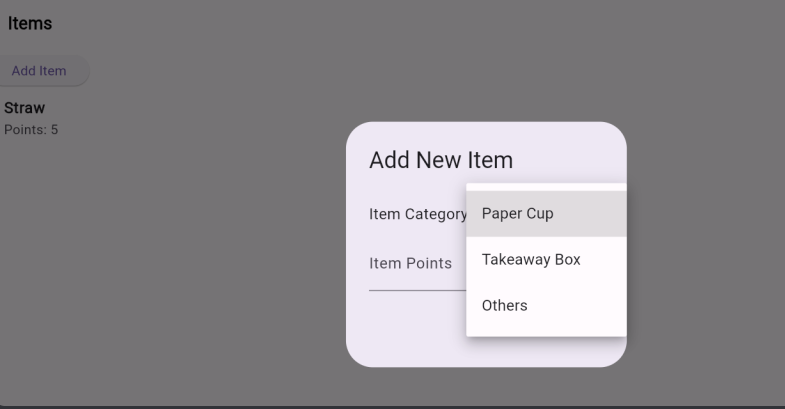 Items
Add Item
Straw
Points: 5
Add New Item
Item Category
Paper Cup
Takeaway Box
Others
Item Points